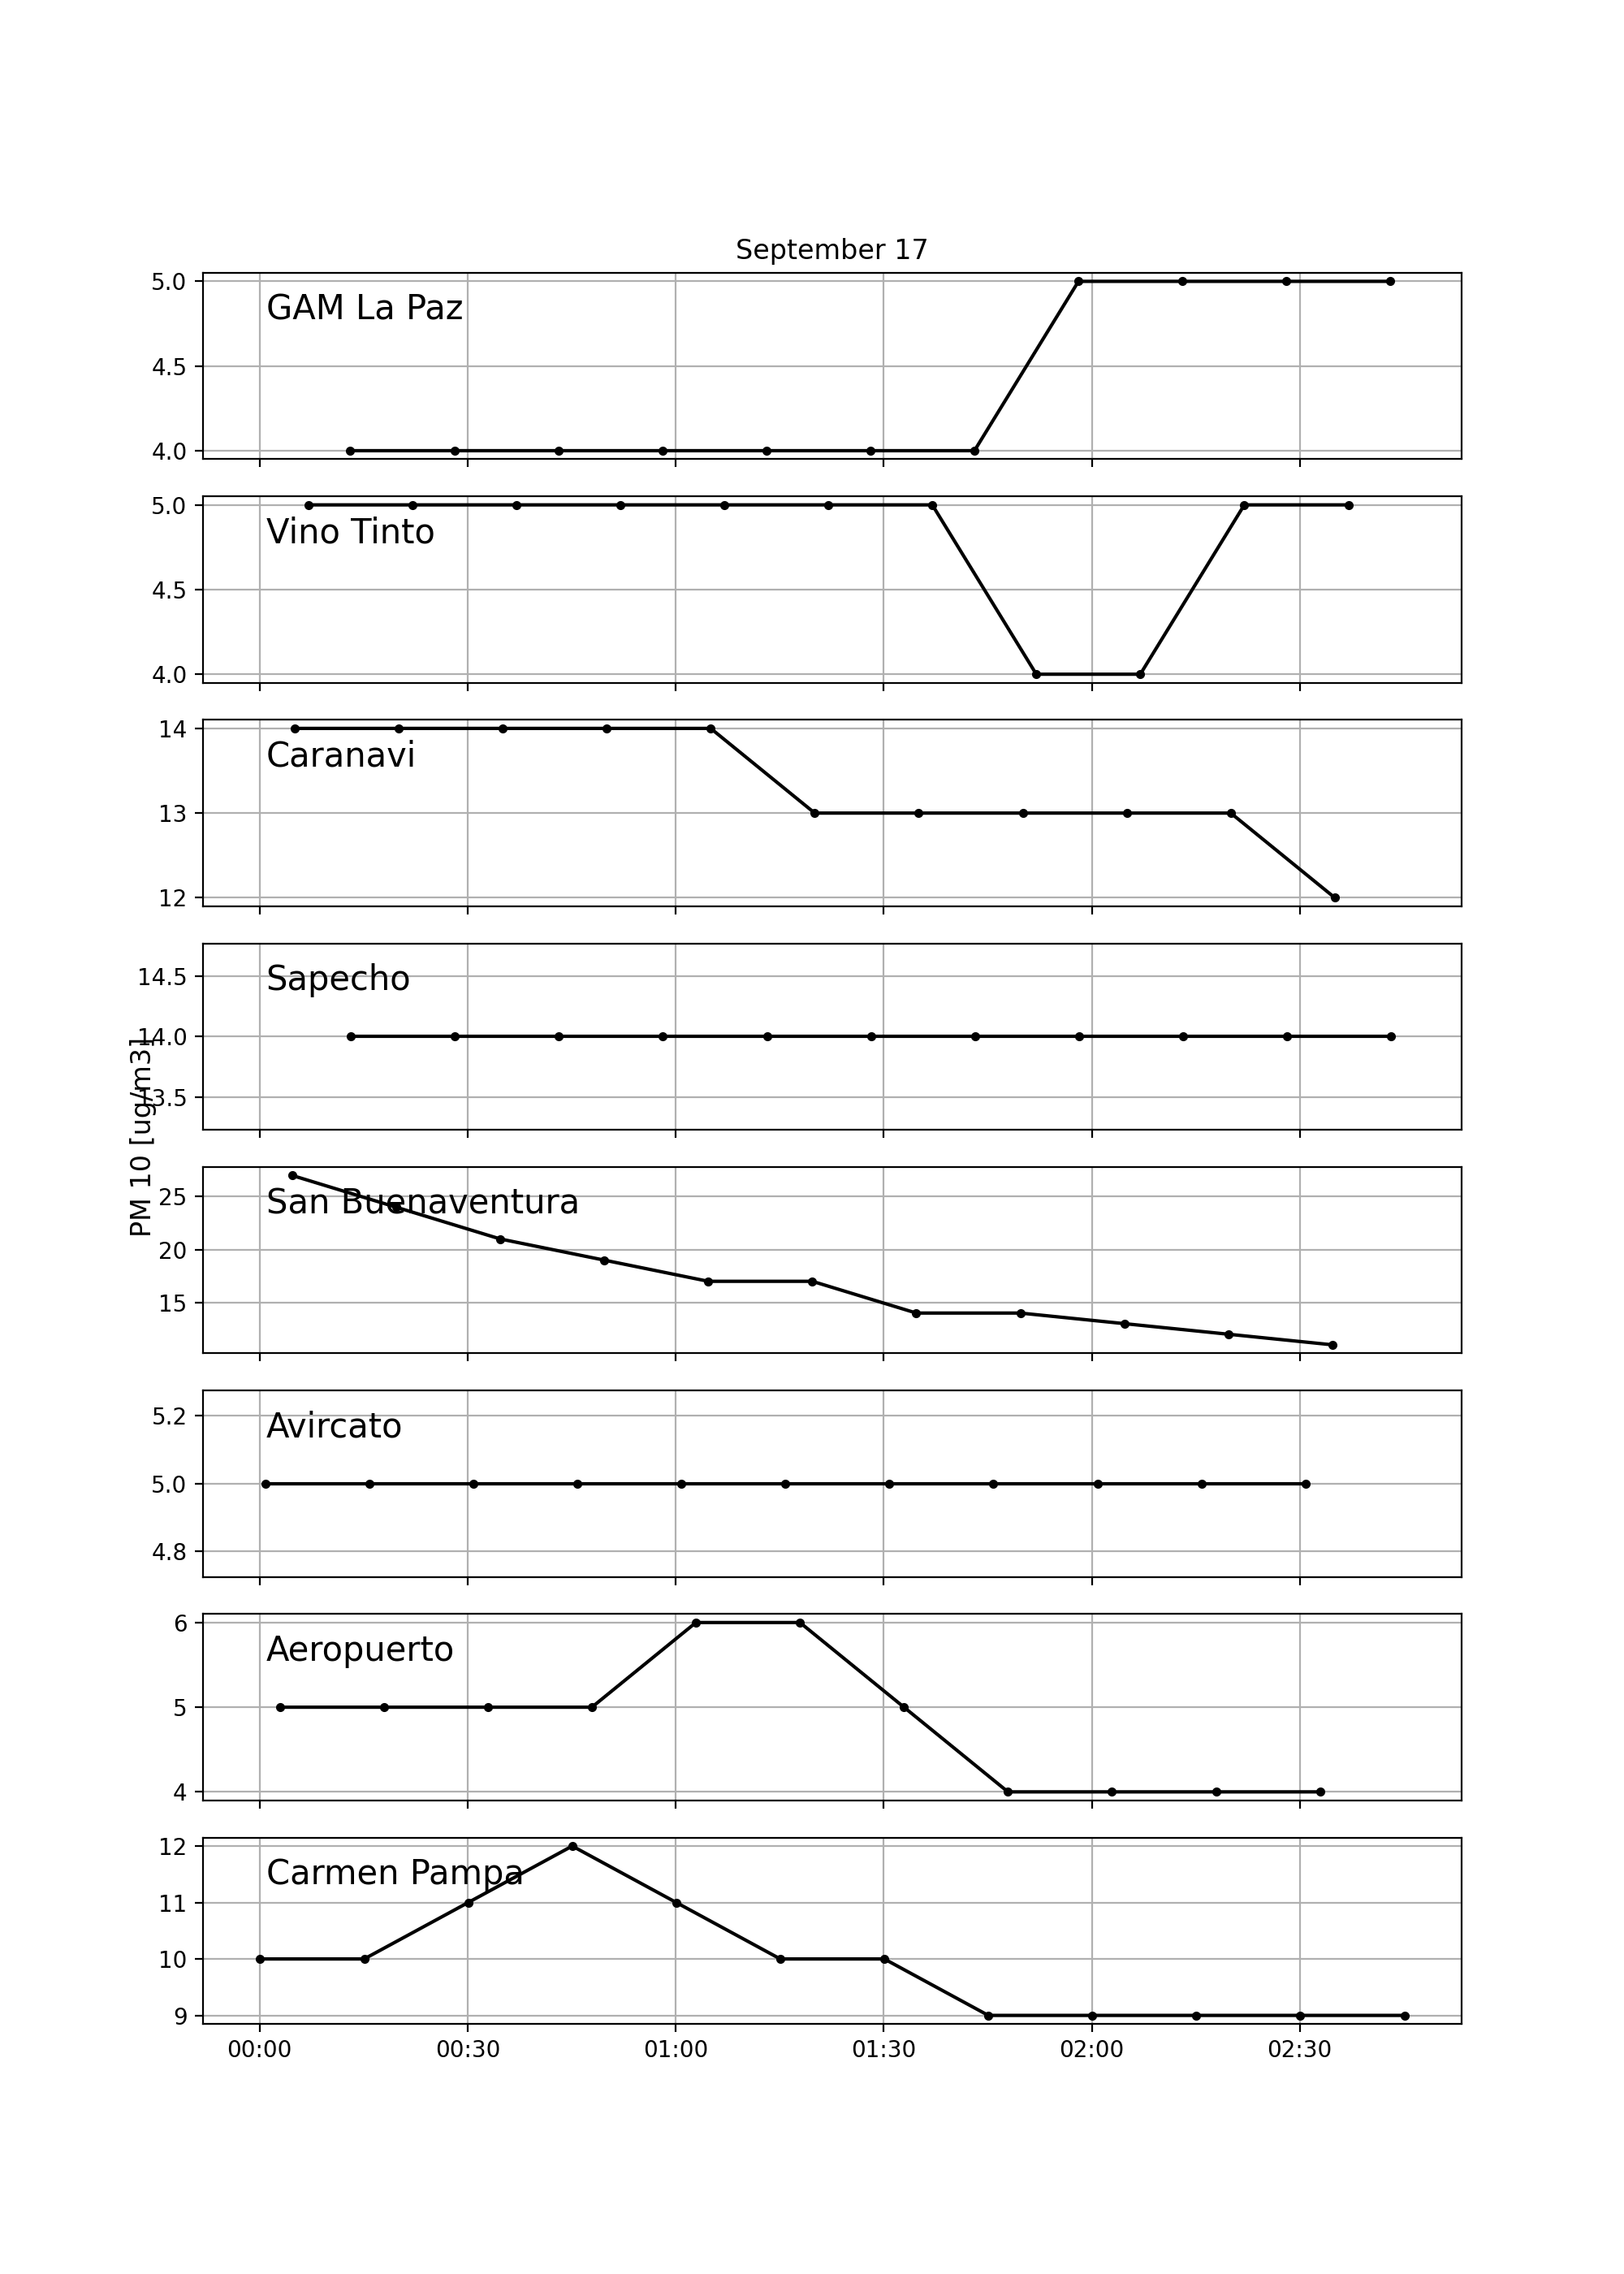 September 17
5.0
GAM La Paz
4.5
4.0
5.0
Vino Tinto
4.5
4.0
14
Caranavi
13
12
14.5
Sapecho
14.0
13.5
PM 10 [ug/m3]
25
San Buenaventura
20
15
5.2
Avircato
5.0
4.8
6
Aeropuerto
5
4
12
Carmen Pampa
11
10
9
00:00 00:30 01:00 01:30 02:00 02:30